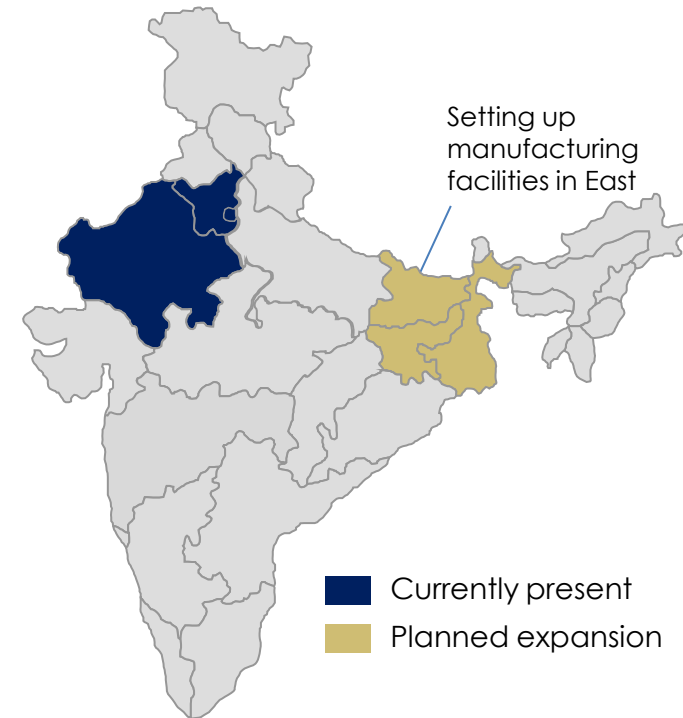 Setting up
manufacturing
facilities in East
Currently present
Planned expansion